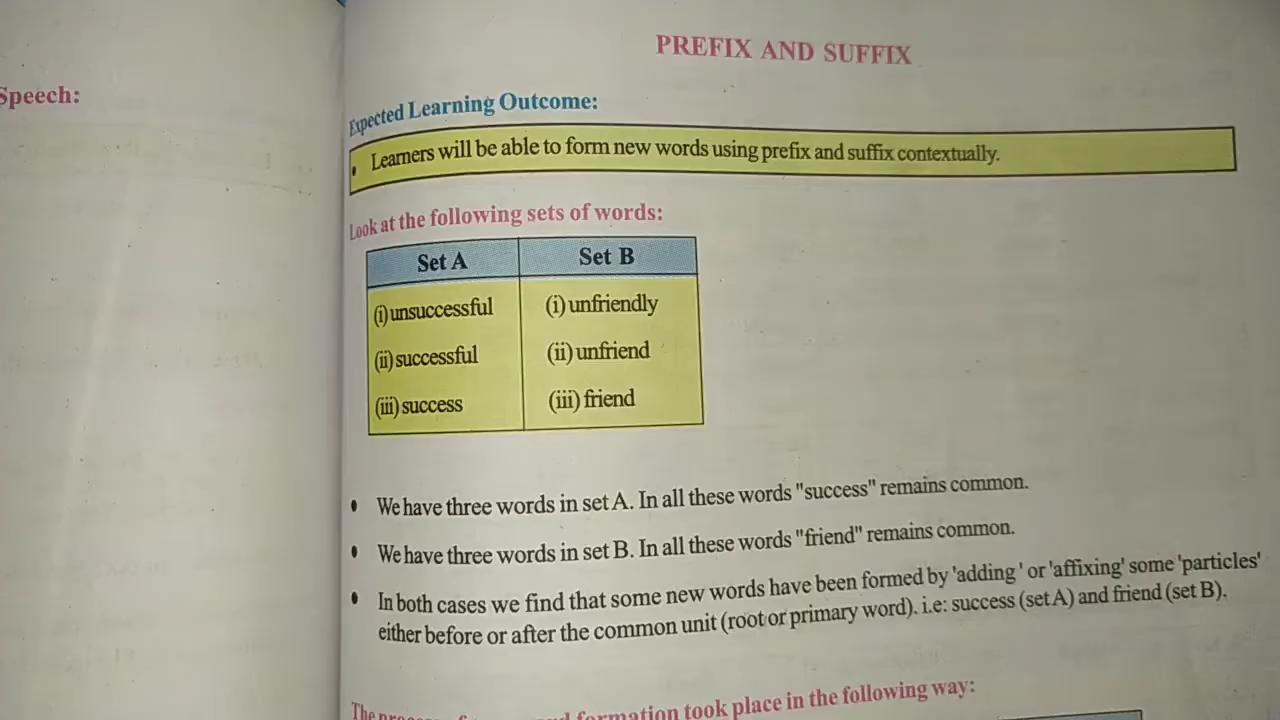 Speech:
PREFIX AND SUFFIX
Expected Learning Outcome:
• Learners will be able to form new words using prefix and suffix contextually.
Look at the following sets of words:
Set A Set B
(i) unsuccessful (i) unfriendly
(ii) successful (ii) unfriend
(iii) success (iii) friend
• We have three words in set A. In all these words "success" remains common.
• We have three words in set B. In all these words "friend" remains common.
• In both cases we find that some new words have been formed by 'adding ' or 'affixing' some 'particles'
either before or after the common unit (root or primary word). i.e: success (set A) and friend (set B).
The formation took place in the following way: